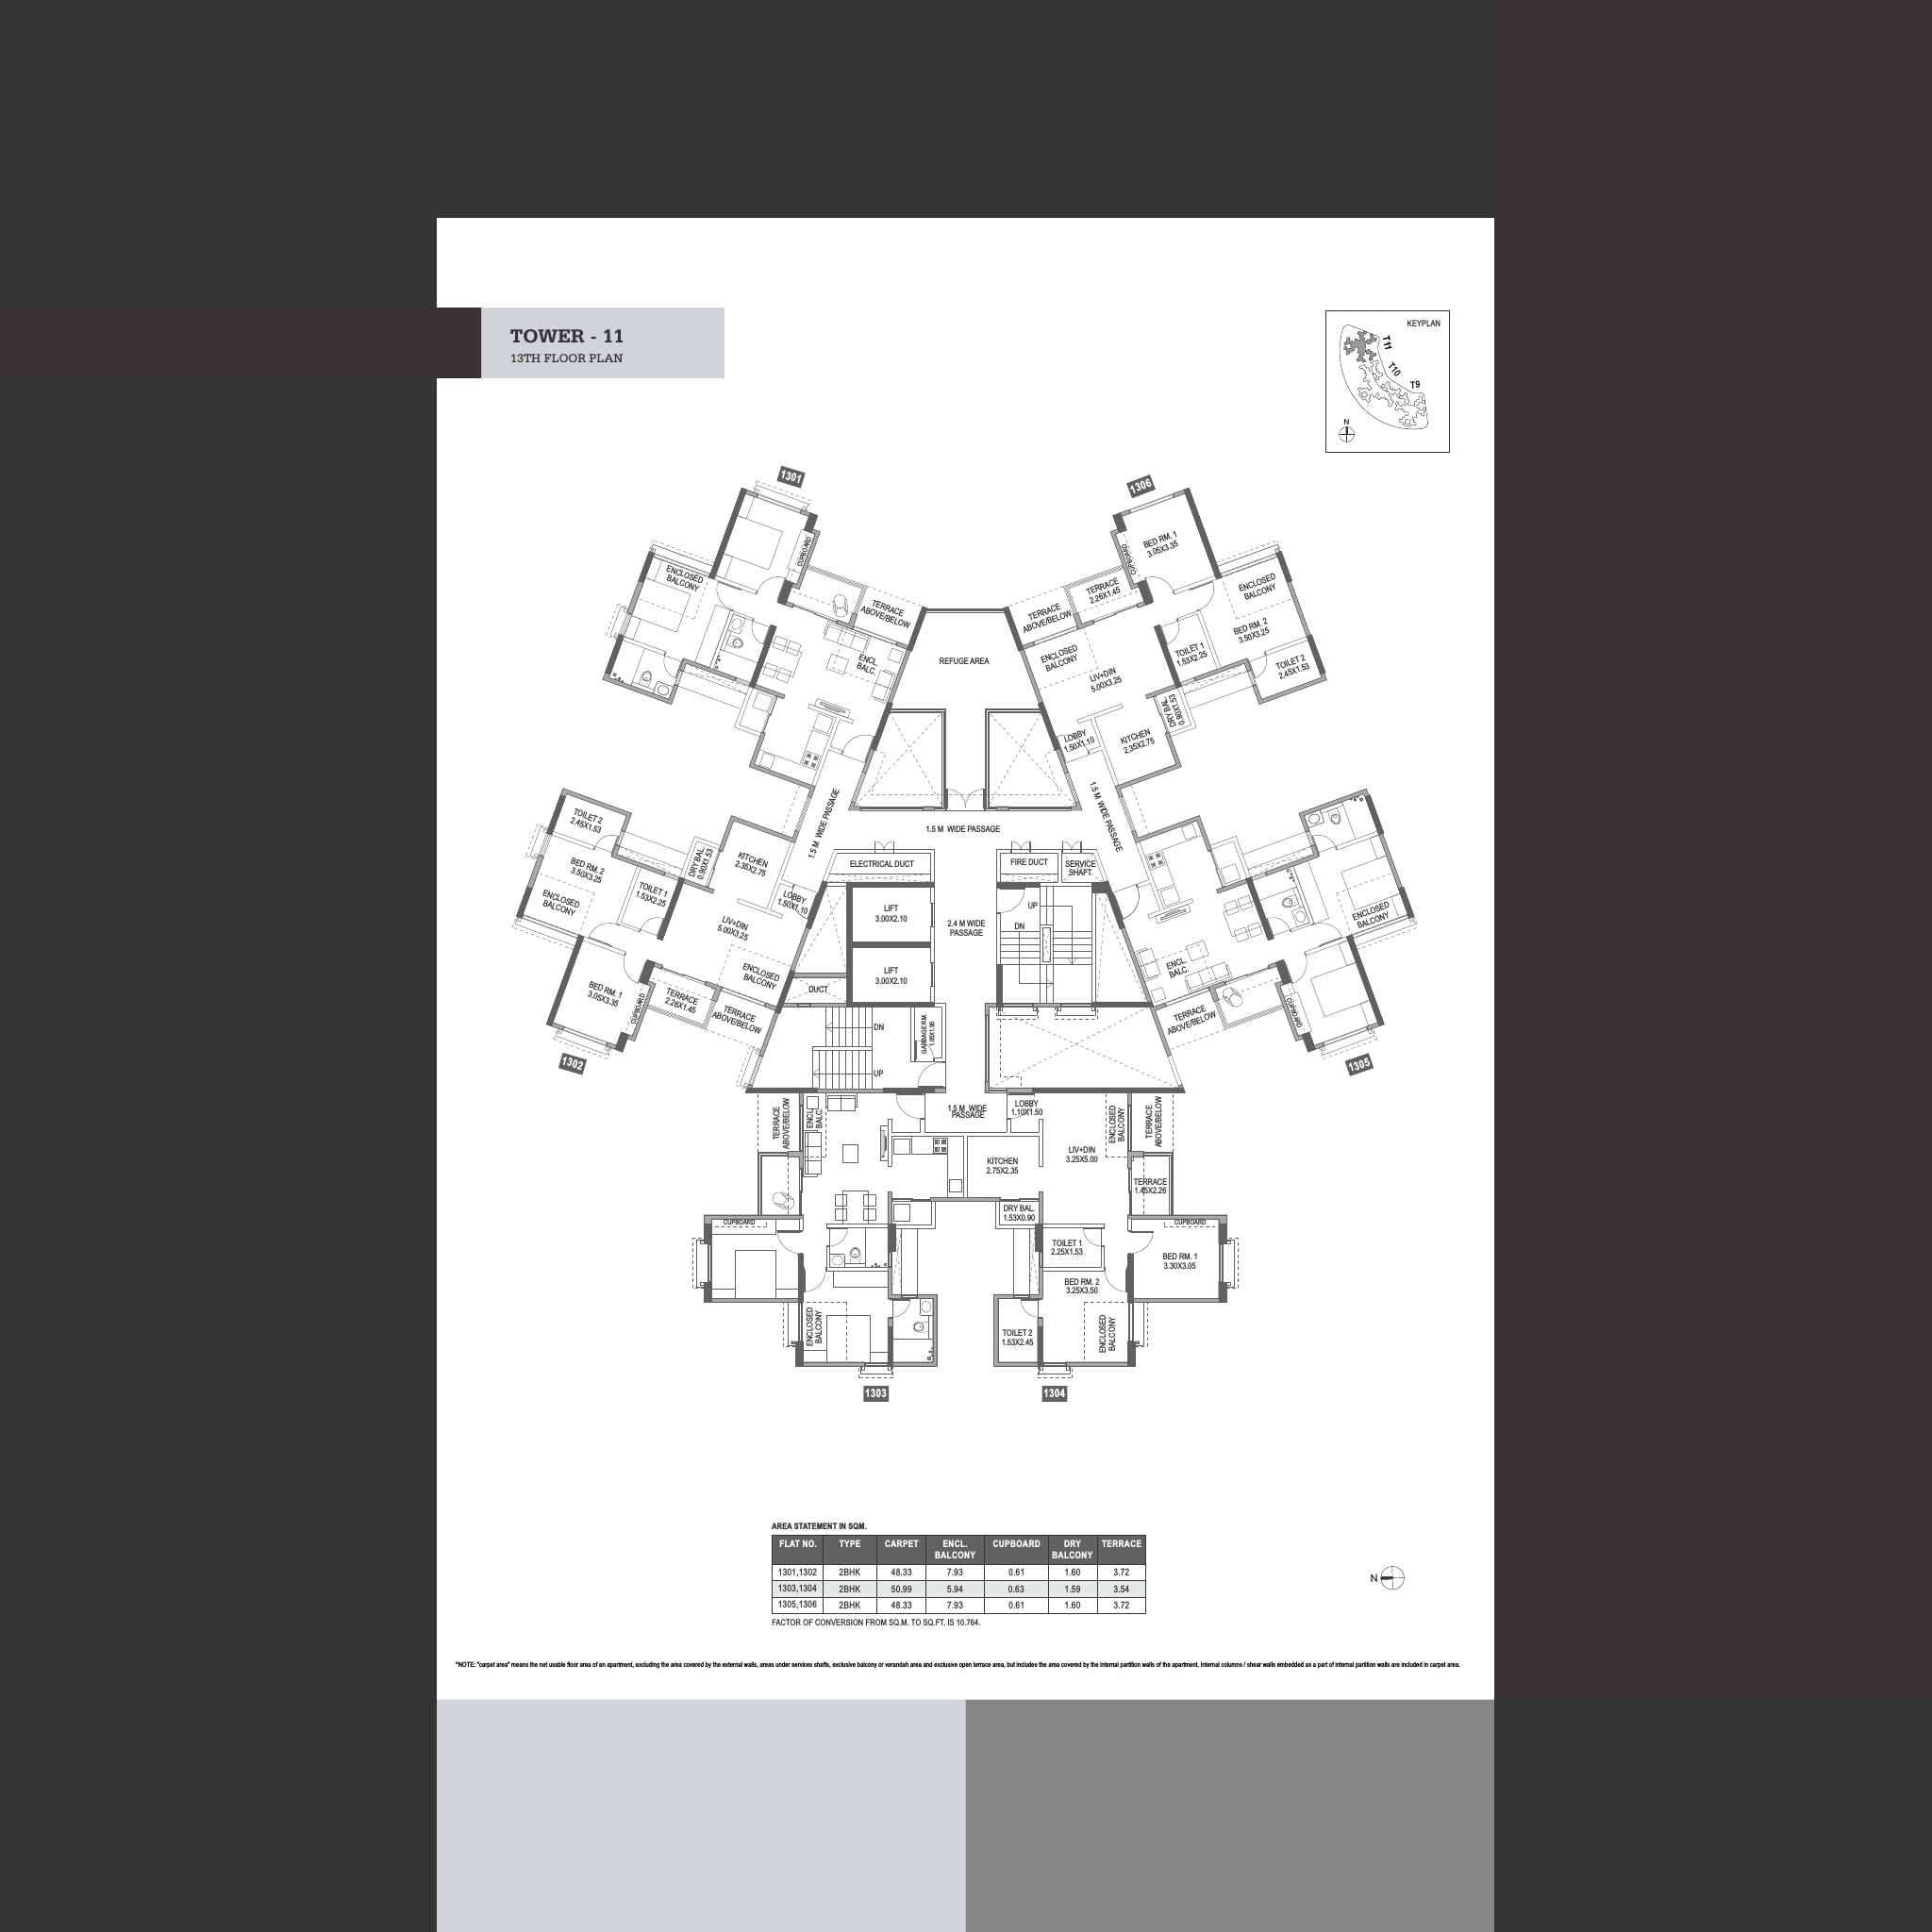 TOWER - 11
13TH FLOOR PLAN
KEYPLAN
T11
T10
T9
N
1301
CUPBOARD
ENCLOSED
BALCONY
TERRACE
ABOVE/BELOW
ENCL.
BALC.
1306
BED RM. 1
3.05X3.35
CUPBOARD
TERRACE
2.26X1.45
TERRACE
ABOVE/BELOW
ENCLOSED
BALCONY
BED RM. 2
3.50X3.25
TOILET 1
1.53X2.25
TOILET 2
2.45X1.53
ENCLOSED
BALCONY
LIV+DIN
5.00X3.25
DRY BAL.
0.90X1.53
LOBBY
1.50X1.10
KITCHEN
2.35X2.75
REFUGE AREA
1.5 M WIDE PASSAGE
1.5 M WIDE PASSAGE
1.5 M WIDE PASSAGE
TOILET 2
2.45X1.53
BED RM. 2
3.50X3.25
ENCLOSED
BALCONY
TOILET 1
1.53X2.25
DRY BAL.
0.90X1.53
KITCHEN
2.35X2.75
LOBBY
1.50X1.10
LIV+DIN
5.00X3.25
ENCLOSED
BALCONY
BED RM. 1
3.05X3.35
CUPBOARD
TERRACE
2.26X1.45
TERRACE
ABOVE/BELOW
1302
ELECTRICAL DUCT
FIRE DUCT
SERVICE
SHAFT.
LIFT
3.00X2.10
2.4 M WIDE
PASSAGE
UP
DN
LIFT
3.00X2.10
DUCT
DN
UP
GARBAGE RM.
1.05X1.95
ENCLOSED
BALCONY
ENCL.
BALC.
TERRACE
ABOVE/BELOW
CUPBOARD
1305
TERRACE
ABOVE/BELOW
ENCL.
BALC.
1.5 M WIDE
PASSAGE
LOBBY
1.10X1.50
ENCLOSED
BALCONY
TERRACE
ABOVE/BELOW
KITCHEN
2.75X2.35
LIV+DIN
3.25X5.00
TERRACE
1.45X2.26
DRY BAL.
1.53X0.90
CUPBOARD
CUPBOARD
TOILET 1
2.25X1.53
BED RM. 1
3.30X3.05
BED RM. 2
3.25X3.50
ENCLOSED
BALCONY
TOILET 2
1.53X2.45
ENCLOSED
BALCONY
1303
1304
AREA STATEMENT IN SQM.
FLAT NO. TYPE CARPET ENCL. BALCONY CUPBOARD DRY BALCONY TERRACE
1301,1302 2BHK 48.33 7.93 0.61 1.60 3.72
1303,1304 2BHK 50.99 5.94 0.63 1.59 3.54
1305,1306 2BHK 48.33 7.93 0.61 1.60 3.72
FACTOR OF CONVERSION FROM SQ.M. TO SQ.FT. IS 10.764.
N
*NOTE: "carpet area" means the net usable floor area of an apartment, excluding the area covered by the external walls, areas under services shafts, exclusive balcony or verandah area and exclusive open terrace area, but includes the area covered by the internal partition walls of the apartment. Internal columns / shear walls embedded as a part of internal partition walls are included in carpet area.